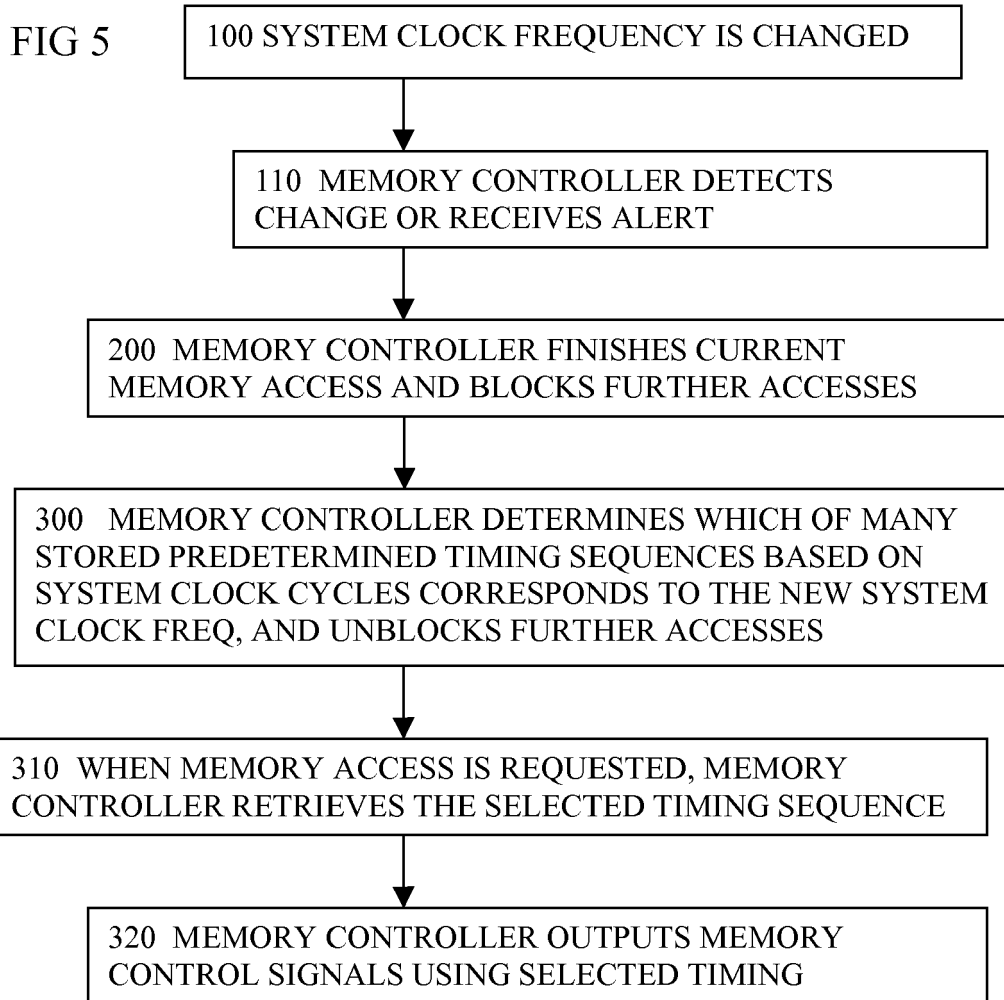 FIG 5
100 SYSTEM CLOCK FREQUENCY IS CHANGED
110 MEMORY CONTROLLER DETECTS
CHANGE OR RECEIVES ALERT
200 MEMORY CONTROLLER FINISHES CURRENT
MEMORY ACCESS AND BLOCKS FURTHER ACCESSES
300 MEMORY CONTROLLER DETERMINES WHICH OF MANY
STORED PREDETERMINED TIMING SEQUENCES BASED ON
SYSTEM CLOCK CYCLES CORRESPONDS TO THE NEW SYSTEM
CLOCK FREQ, AND UNBLOCKS FURTHER ACCESSES
310 WHEN MEMORY ACCESS IS REQUESTED, MEMORY
CONTROLLER RETRIEVES THE SELECTED TIMING SEQUENCE
320 MEMORY CONTROLLER OUTPUTS MEMORY
CONTROL SIGNALS USING SELECTED TIMING